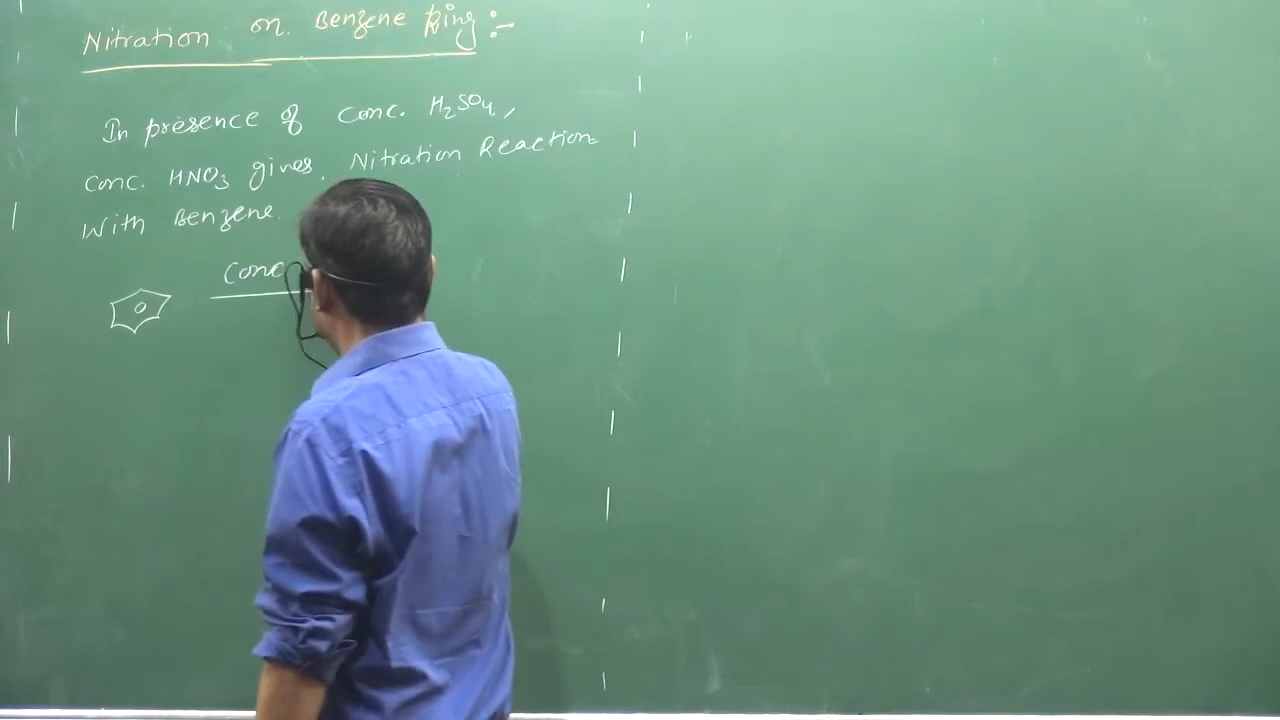 Nitration on Benzene Ring :-
In presence of conc. H₂SO₄,
conc. HNO₃ gives Nitration Reaction
With Benzene.
Conc